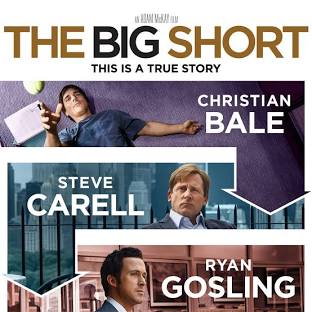 AN ADAM McKAY FILM
THE BIG SHORT
THIS IS A TRUE STORY
CHRISTIAN
BALE
STEVE
CARELL
RYAN
GOSLING